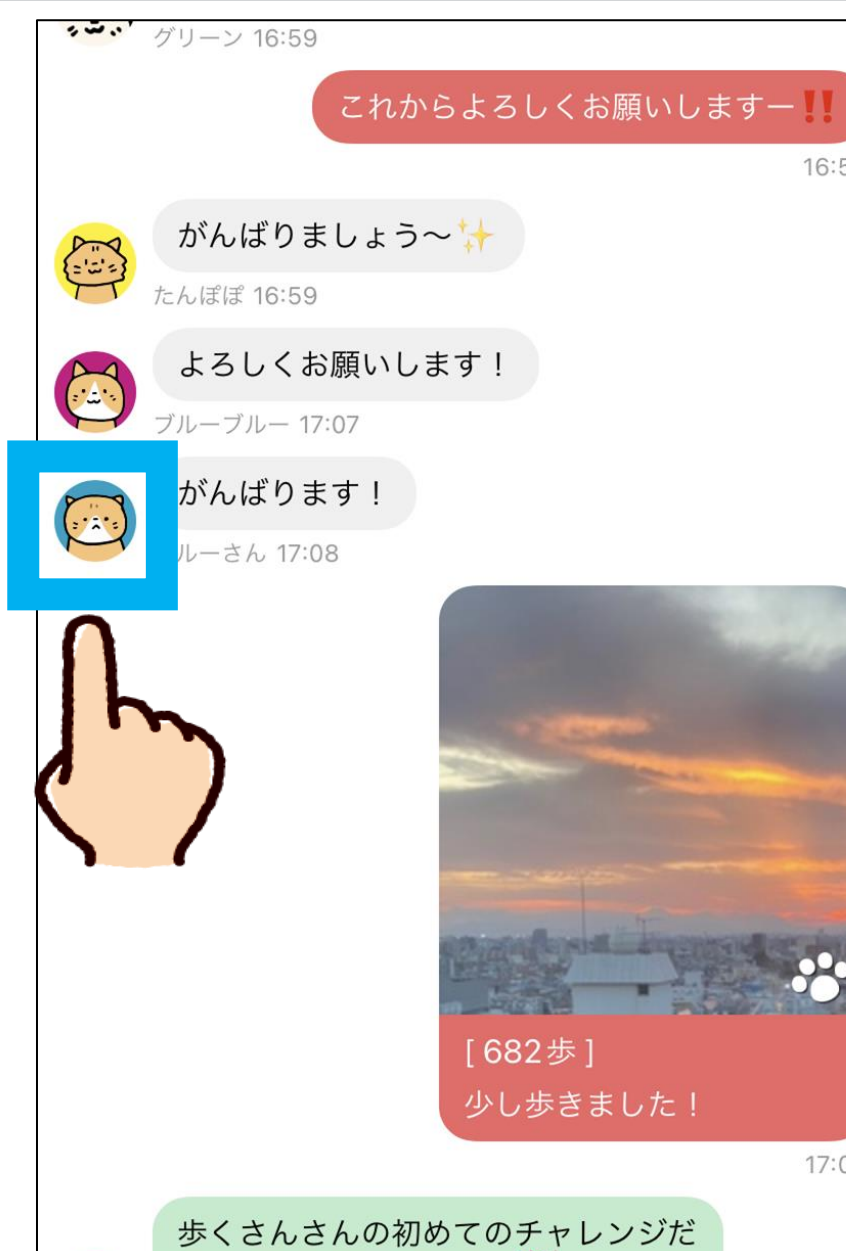 グリーン 16:59
これからよろしくお願いしますー‼️
がんばりましょう〜✨
たんぽぽ 16:59
よろしくお願いします！
ブルーブルー 17:07
がんばります！
ルーさん 17:08
[ 682歩 ]
少し歩きました！
歩くさんさんの初めてのチャレンジだ